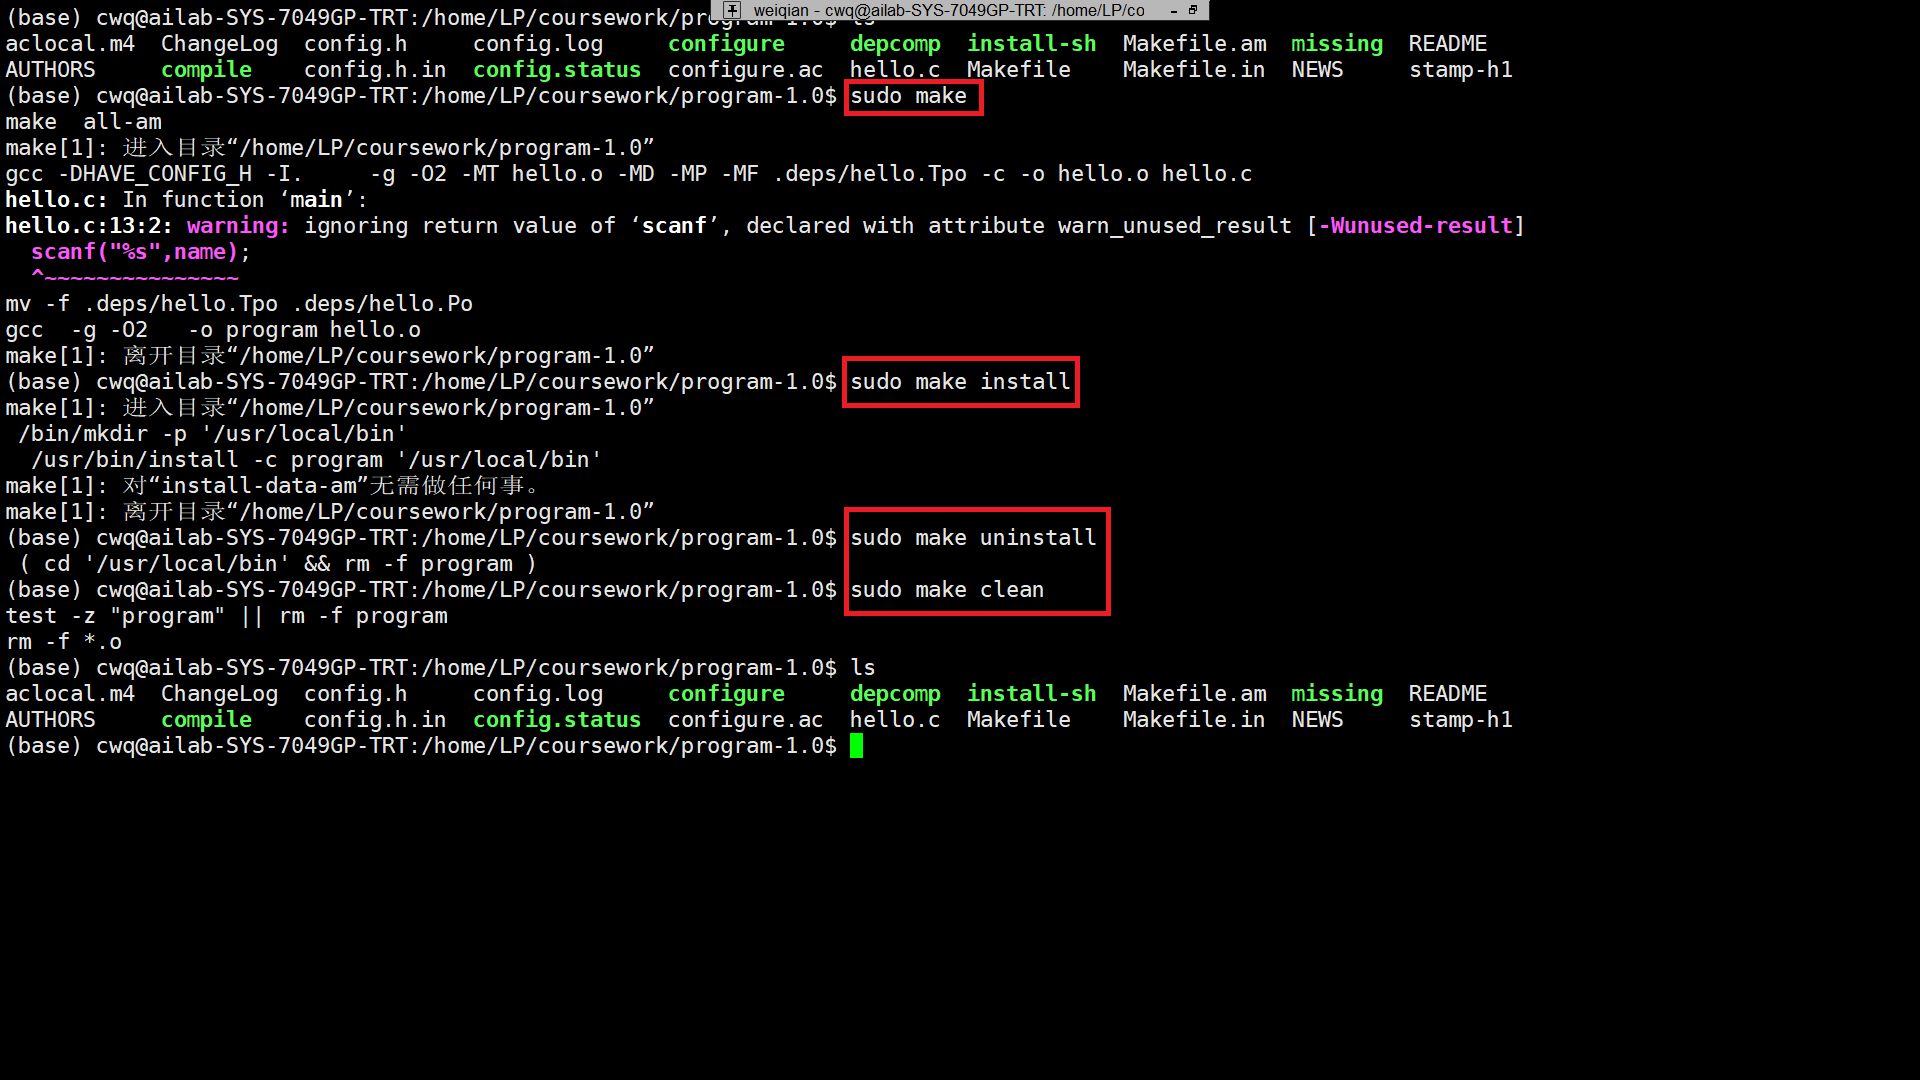 weiqian - cwq@ailab-SYS-7049GP-TRT: /home/LP/co
(base) cwq@ailab-SYS-7049GP-TRT:/home/LP/coursework/program-1.0$ ls
aclocal.m4  ChangeLog  config.h     config.log     configure     depcomp  install-sh  Makefile.am  missing  README
AUTHORS     compile    config.h.in  config.status  configure.ac  hello.c  Makefile    Makefile.in  NEWS     stamp-h1
(base) cwq@ailab-SYS-7049GP-TRT:/home/LP/coursework/program-1.0$ sudo make
make  all-am
make[1]: 进入目录“/home/LP/coursework/program-1.0”
gcc -DHAVE_CONFIG_H -I.     -g -O2 -MT hello.o -MD -MP -MF .deps/hello.Tpo -c -o hello.o hello.c
hello.c: In function ‘main’:
hello.c:13:2: warning: ignoring return value of ‘scanf’, declared with attribute warn_unused_result [-Wunused-result]
  scanf("%s",name);
  ^~~~~~~~~~~~~~~~
mv -f .deps/hello.Tpo .deps/hello.Po
gcc  -g -O2   -o program hello.o
make[1]: 离开目录“/home/LP/coursework/program-1.0”
(base) cwq@ailab-SYS-7049GP-TRT:/home/LP/coursework/program-1.0$ sudo make install
make[1]: 进入目录“/home/LP/coursework/program-1.0”
 /bin/mkdir -p '/usr/local/bin'
  /usr/bin/install -c program '/usr/local/bin'
make[1]: 对“install-data-am”无需做任何事。
make[1]: 离开目录“/home/LP/coursework/program-1.0”
(base) cwq@ailab-SYS-7049GP-TRT:/home/LP/coursework/program-1.0$ sudo make uninstall
 ( cd '/usr/local/bin' && rm -f program )
(base) cwq@ailab-SYS-7049GP-TRT:/home/LP/coursework/program-1.0$ sudo make clean
test -z "program" || rm -f program
rm -f *.o
(base) cwq@ailab-SYS-7049GP-TRT:/home/LP/coursework/program-1.0$ ls
aclocal.m4  ChangeLog  config.h     config.log     configure     depcomp  install-sh  Makefile.am  missing  README
AUTHORS     compile    config.h.in  config.status  configure.ac  hello.c  Makefile    Makefile.in  NEWS     stamp-h1
(base) cwq@ailab-SYS-7049GP-TRT:/home/LP/coursework/program-1.0$